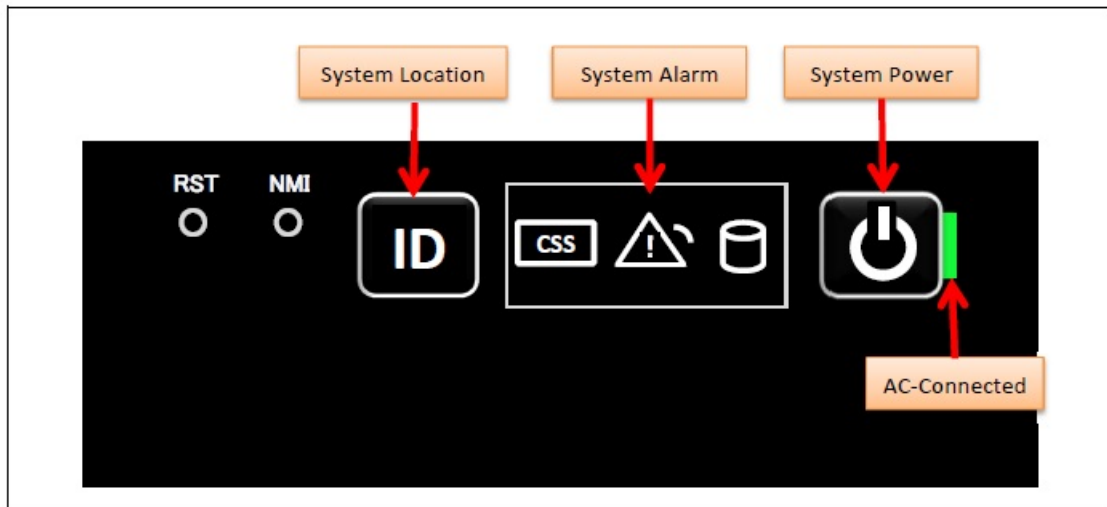 System Location
System Alarm
System Power
RST
NMI
ID
CSS
!
AC-Connected